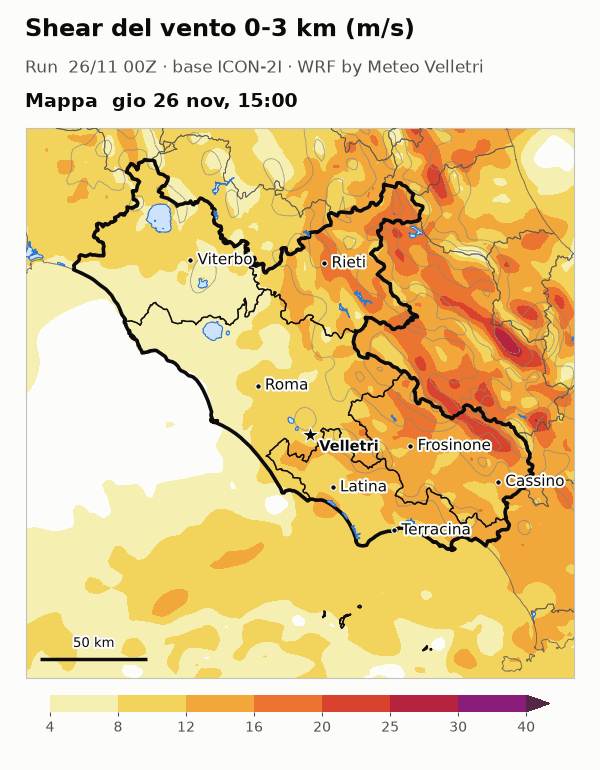 Shear del vento 0-3 km (m/s)
Run  26/11 00Z · base ICON-2I · WRF by Meteo Velletri
Mappa  gio 26 nov, 15:00
Viterbo
Rieti
Roma
Velletri
Frosinone
Cassino
Latina
Terracina
50 km
4 8 12 16 20 25 30 40